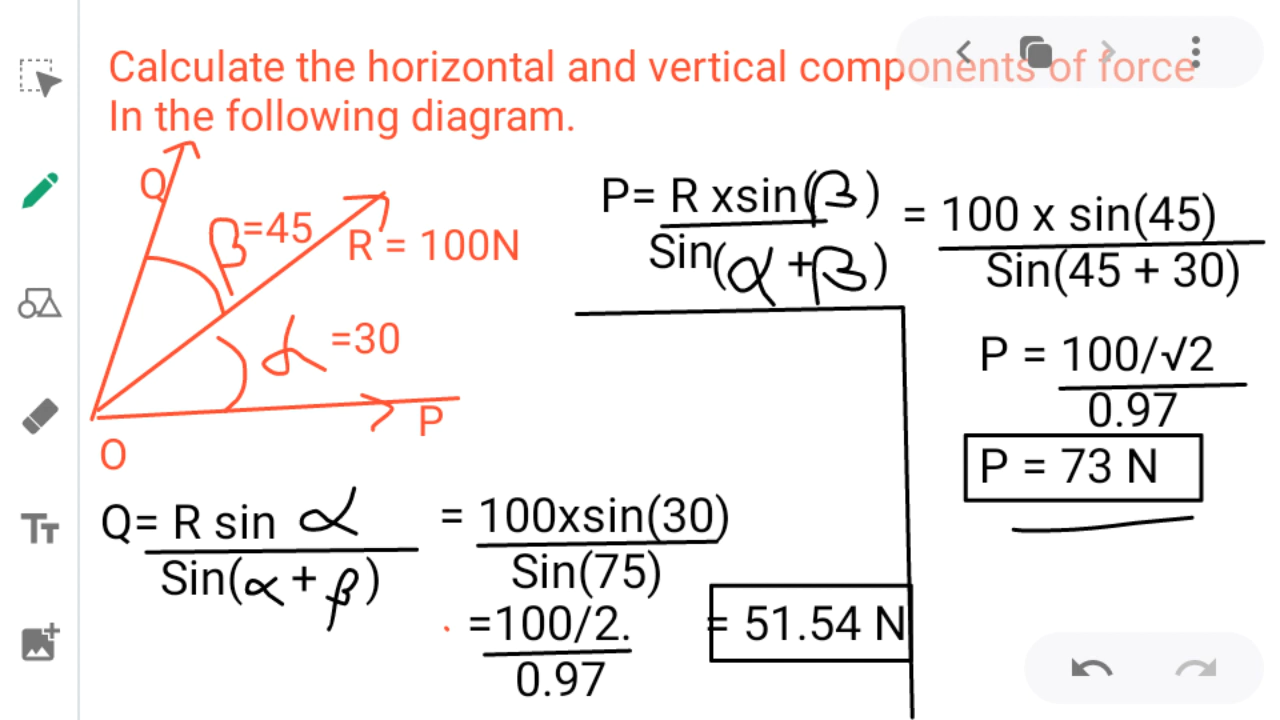 Calculate the horizontal and vertical components of force
In the following diagram.
Q
β=45
R = 100N
α =30
P
O
P= R xsin(β)
Sin(α +β)
= 100 x sin(45)
Sin(45 + 30)
P = 100/√2
0.97
P = 73 N
Q= R sin α
Sin(α + β)
= 100xsin(30)
Sin(75)
=100/2.
0.97
= 51.54 N
TT